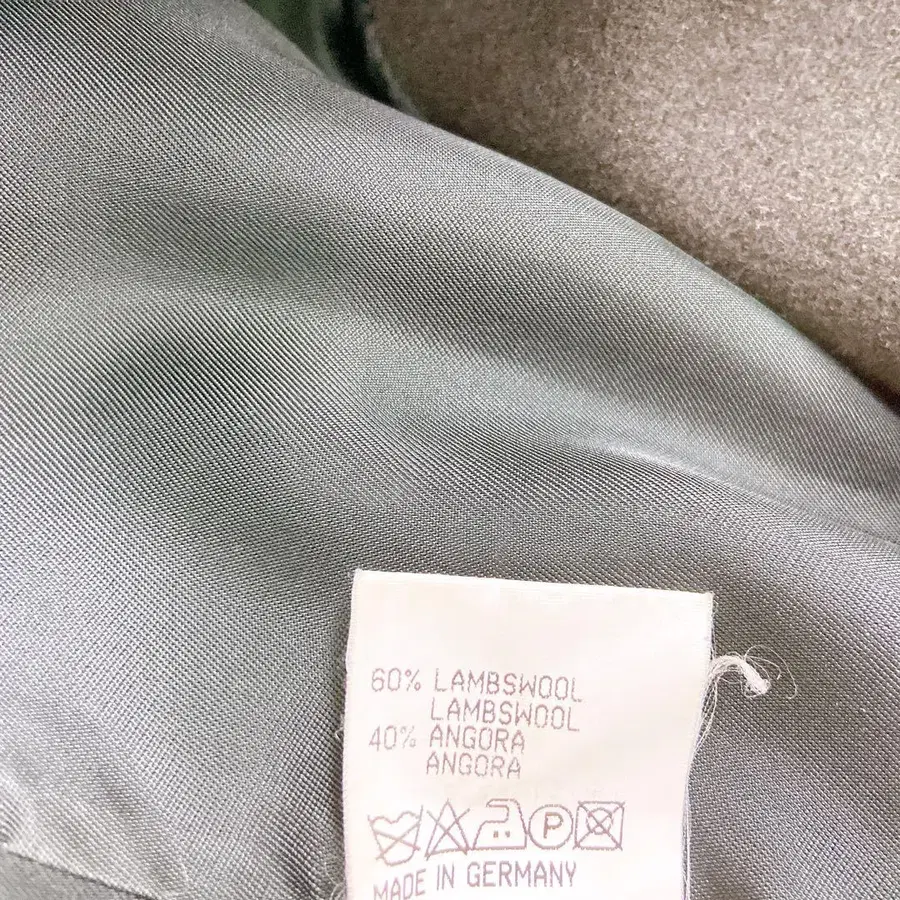 60% LAMBSWOOL
LAMBSWOOL
40% ANGORA
ANGORA
P
MADE IN GERMANY